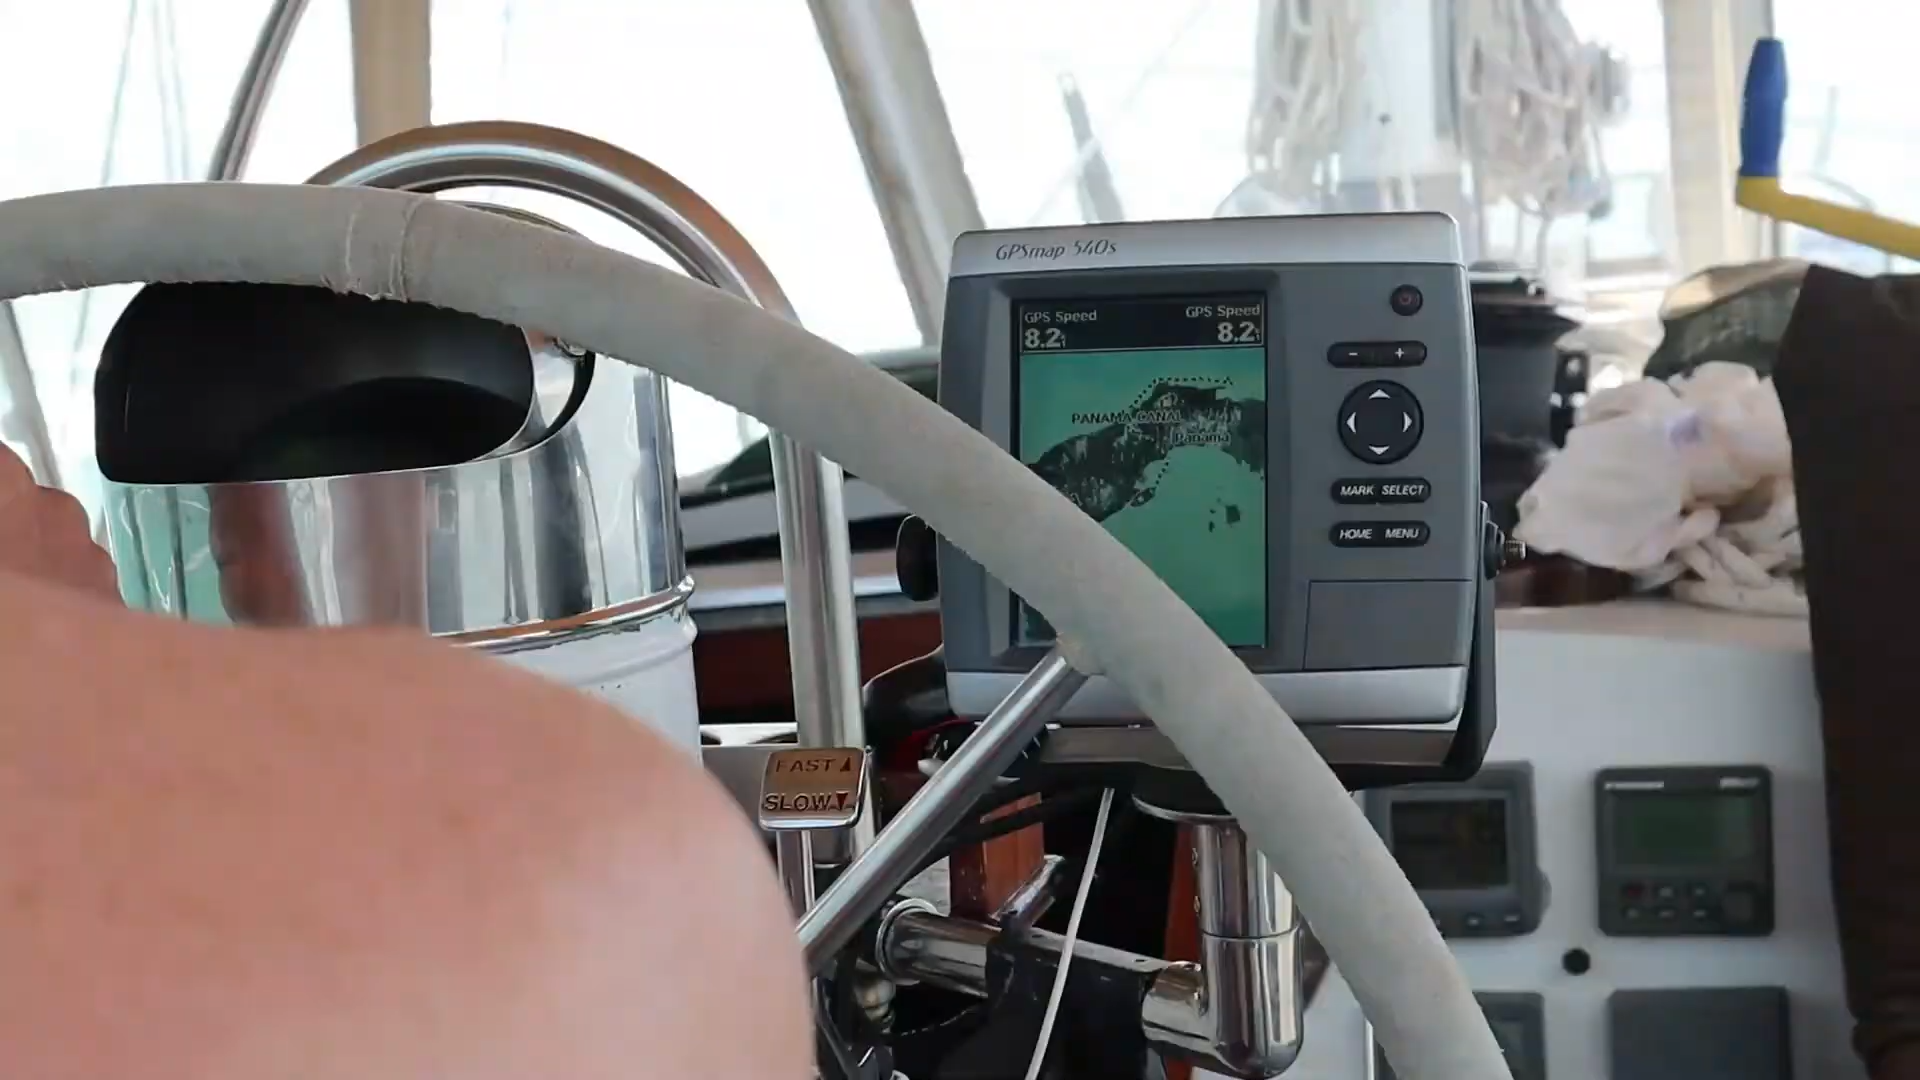 GPSmap 540s
GPS Speed GPS Speed
8.2 8.2
PANAMA CANAL
Panama
- +
MARK SELECT
HOME MENU
FAST
SLOW